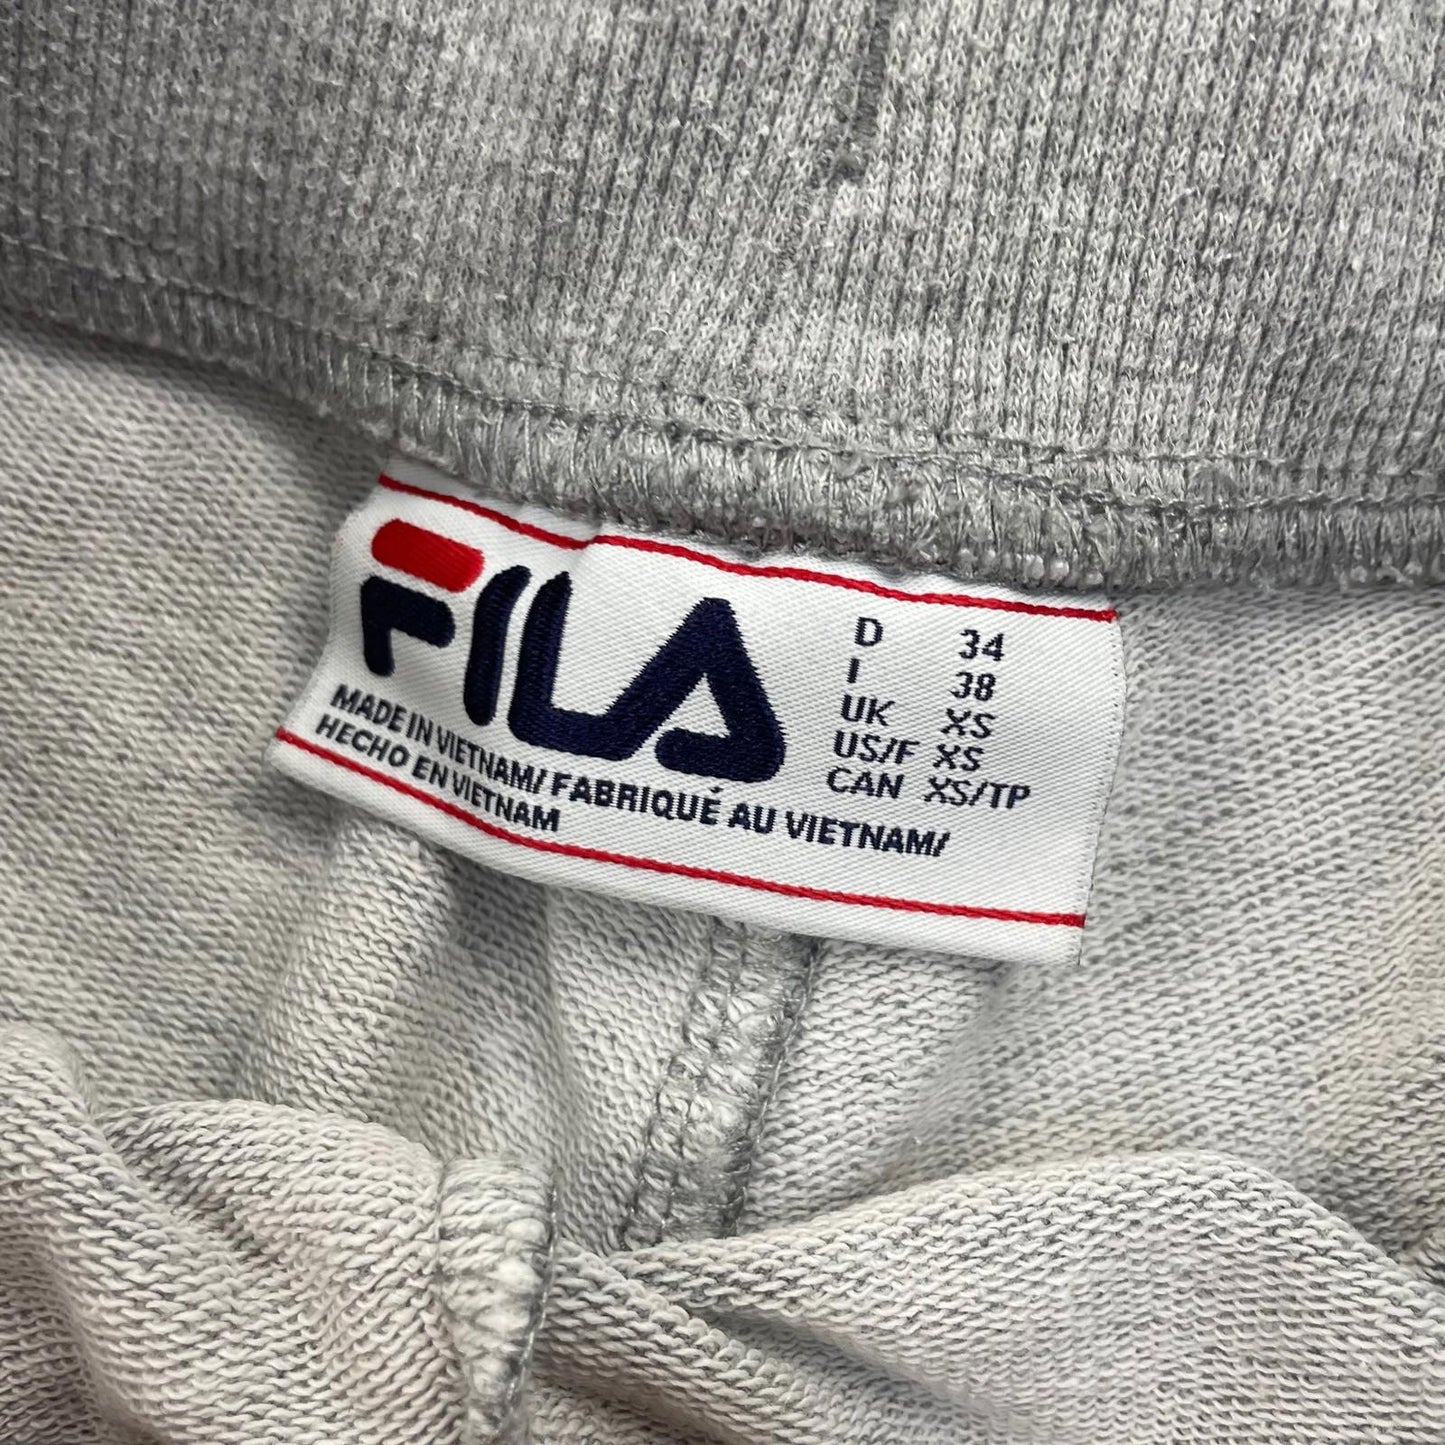 FILA
D 34
I 38
UK XS
US/F XS
CAN XS/TP
MADE IN VIETNAM/ FABRIQUÉ AU VIETNAM/
HECHO EN VIETNAM